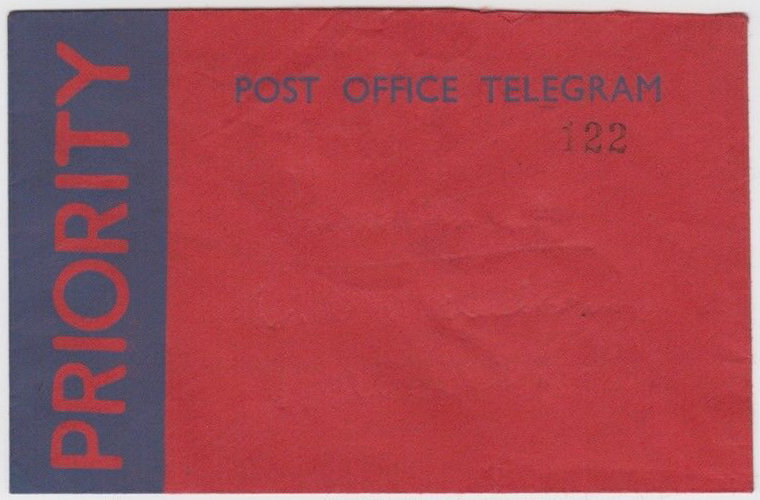 PRIORITY
POST OFFICE TELEGRAM
122